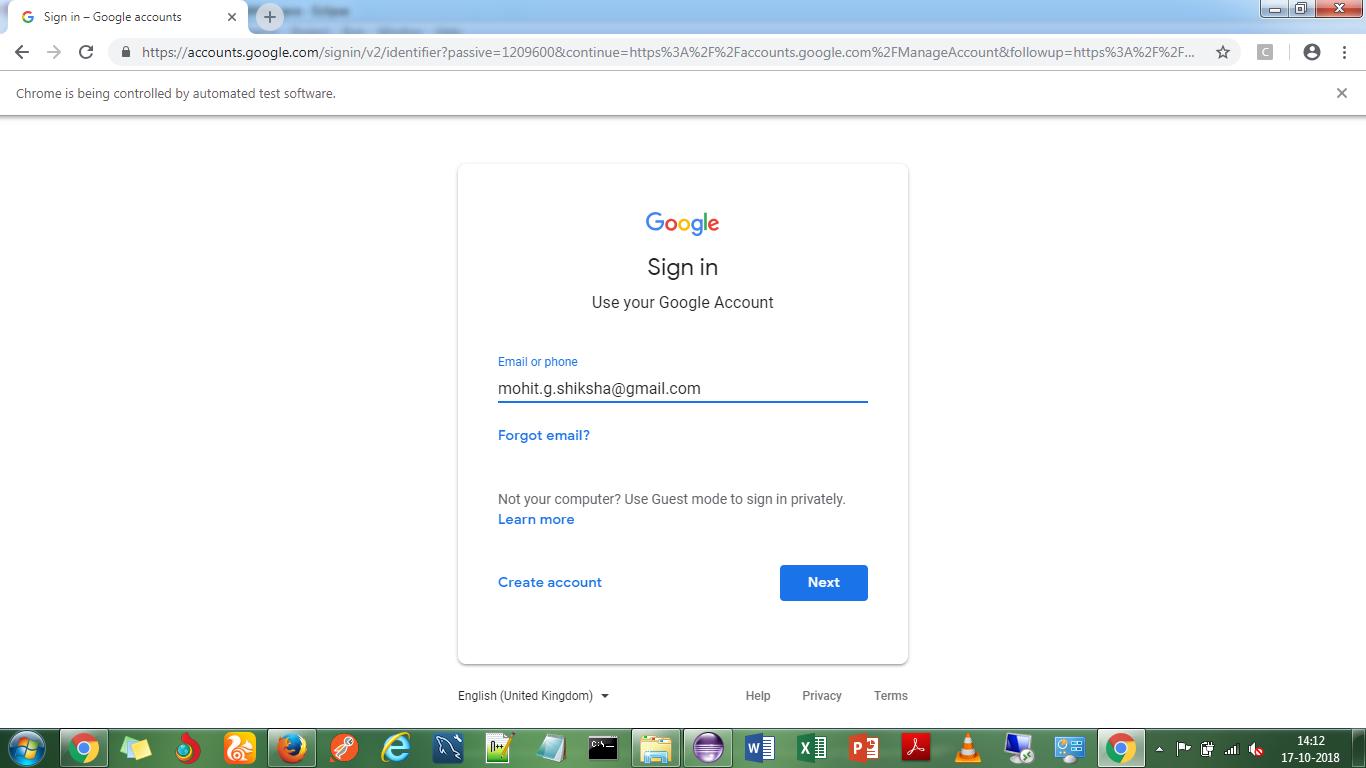 Sign in – Google accounts
https://accounts.google.com/signin/v2/identifier?passive=1209600&continue=https%3A%2F%2Faccounts.google.com%2FManageAccount&followup=https%3A%2F%2F...
C
Chrome is being controlled by automated test software.
Google
Sign in
Use your Google Account
Email or phone
mohit.g.shiksha@gmail.com
Forgot email?
Not your computer? Use Guest mode to sign in privately.
Learn more
Create account
Next
English (United Kingdom)
Help
Privacy
Terms
14:12
17-10-2018